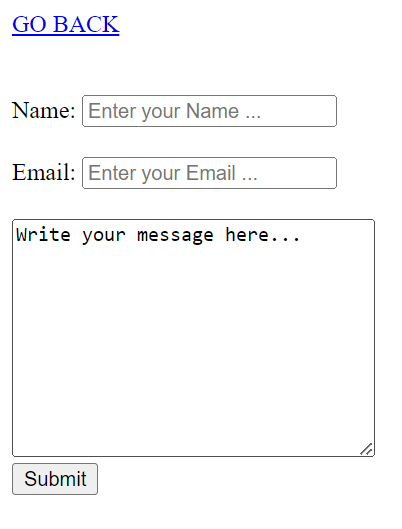 GO BACK
Name: Enter your Name ...
Email: Enter your Email ...
Write your message here...
Submit